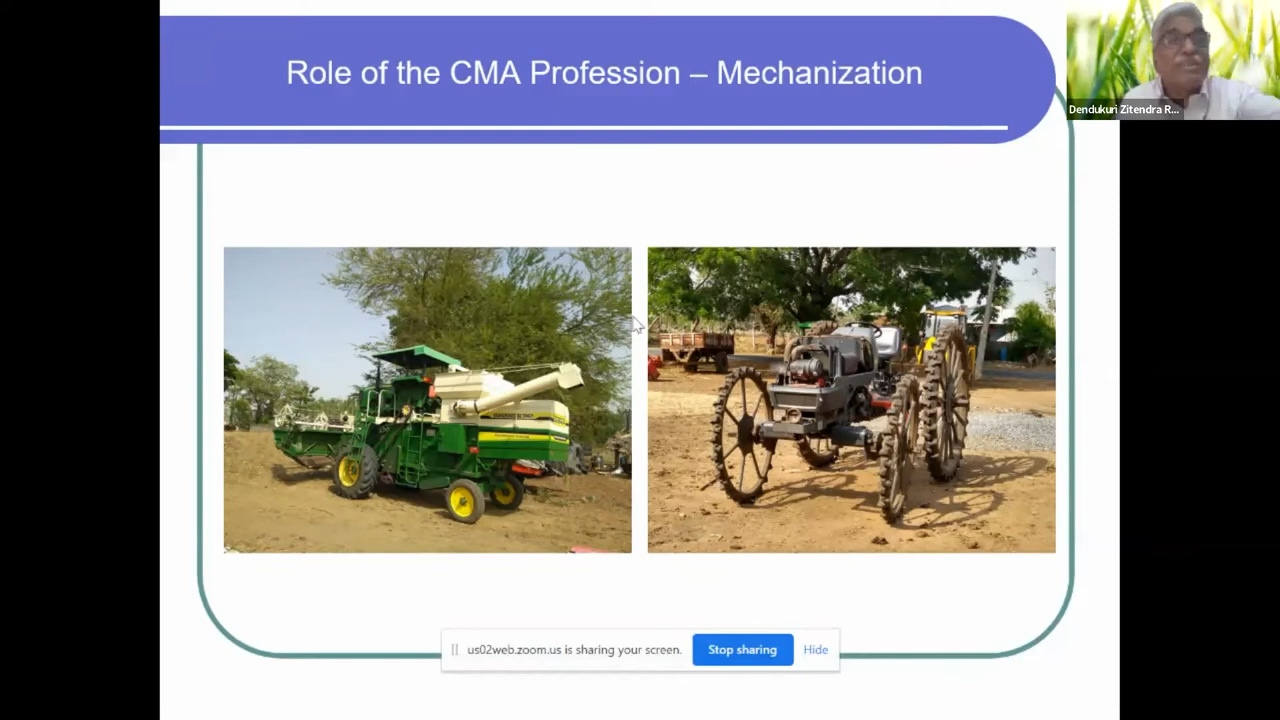 Role of the CMA Profession – Mechanization
Dendukuri Zitendra R...
us02web.zoom.us is sharing your screen.
Stop sharing
Hide